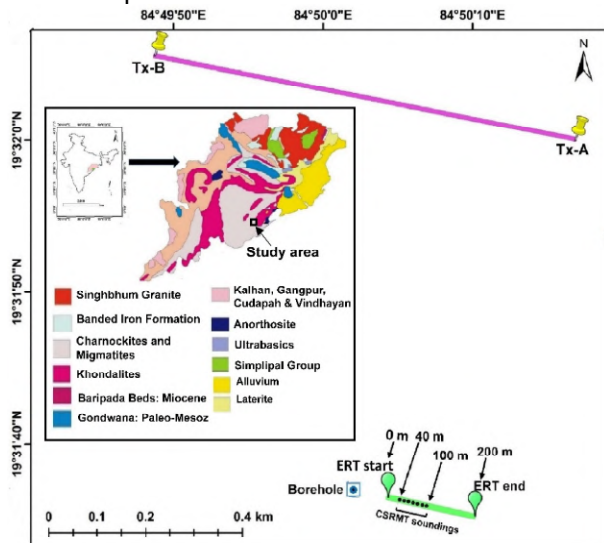 84°49'50"E 84°50'00"E 84°50'10"E
Tx-B
N
Tx-A
19°32'0"N
Study area
19°31'50"N
Singhbhum Granite
Banded Iron Formation
Charnockites and
Migmatites
Khondalites
Baripada Beds: Miocene
Gondwana: Paleo-Mesoz
Kalhan, Gangpur,
Cudapah & Vindhayan
Anorthosite
Ultrabasics
Simplipal Group
Alluvium
Laterite
19°31'40"N
0 m 40 m
100 m
200 m
ERT start
ERT end
Borehole
CSRMT soundings
0 0.1 0.2 0.4 km